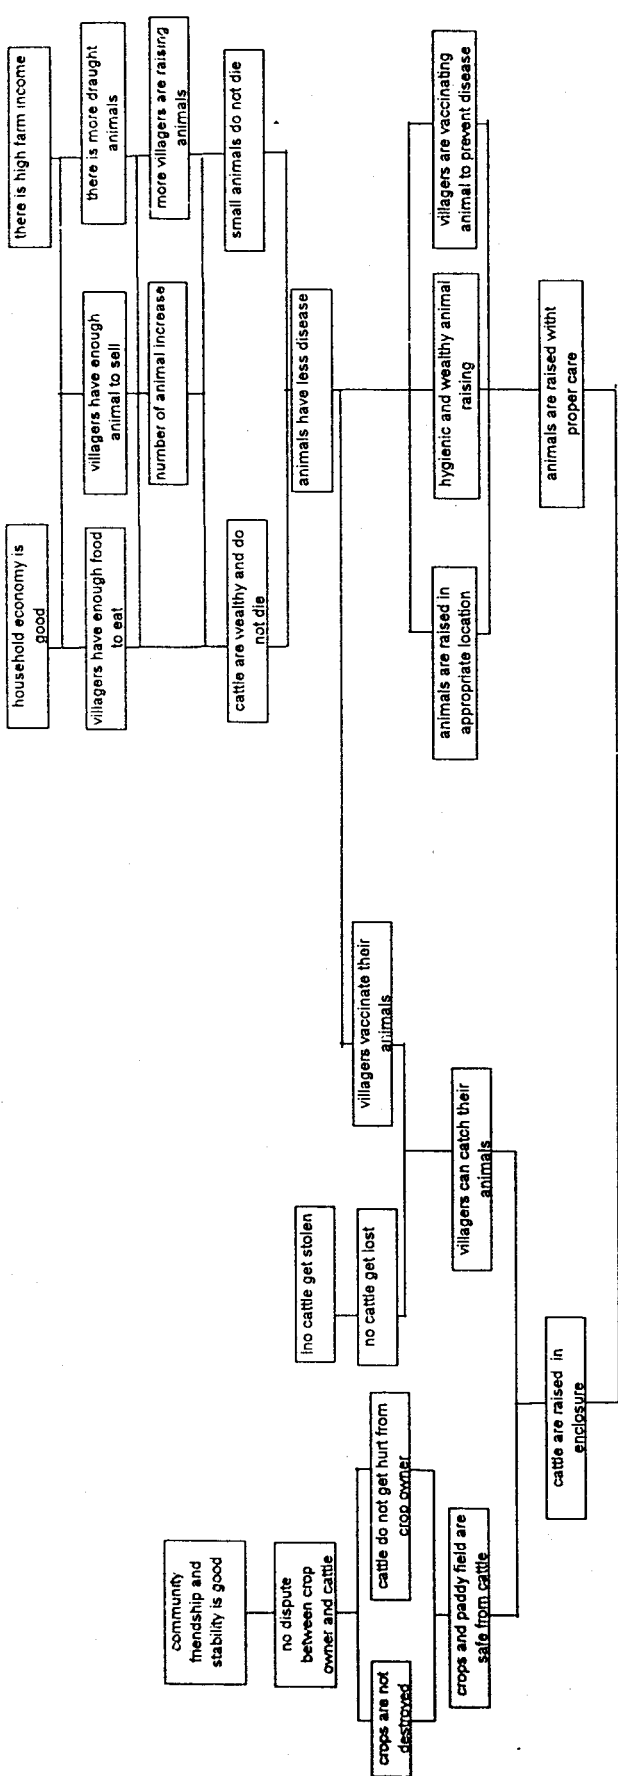 household economy is
good
there is high farm income
villagers have enough food
to eat
villagers have enough
animal to sell
there is more draught
animals
number of animal increase
more villagers are raising
animals
community
friendship and
stability is good
cattle are wealthy and do
not die
small animals do not die
no dispute
between crop
owner and cattle
no cattle get stolen
animals have less disease
crops are not
destroyed
cattle do not get hurt from
crop owner
no cattle get lost
villagers vaccinate their
animals
crops and paddy field are
safe from cattle
villagers can catch their
animals
animals are raised in
appropriate location
hygienic and wealthy animal
raising
villagers are vaccinating
animal to prevent disease
cattle are raised in
enclosure
animals are raised witht
proper care